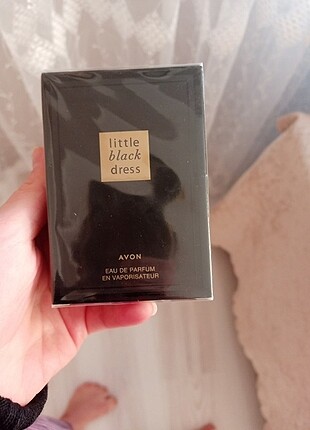 little
black
dress
AVON
EAU DE PARFUM
EN VAPORISATEUR